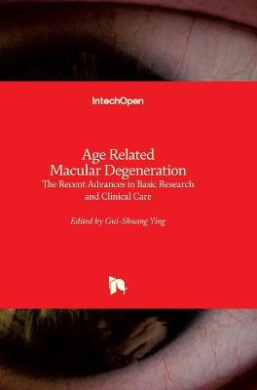 IntechOpen
Age Related
Macular Degeneration
The Recent Advances in Basic Research
and Clinical Care
Edited by Gui-Shuang Ying